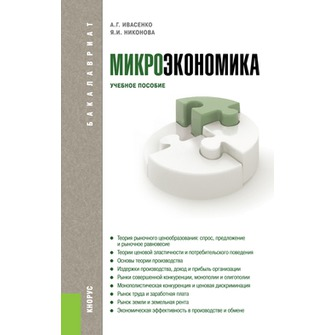 А.Г. ИВАСЕНКО
Я.И. НИКОНОВА
МИКРОЭКОНОМИКА
УЧЕБНОЕ ПОСОБИЕ
БАКАЛАВРИАТ
КНОРУС
Теория рыночного ценообразования: спрос, предложение
и рыночное равновесие
Теории ценовой эластичности и потребительского поведения
Основы теории производства
Издержки производства, доход и прибыль организации
Рынки совершенной конкуренции, монополии и олигополии
Монополистическая конкуренция и ценовая дискриминация
Рынок труда и заработная плата
Рынок земли и земельная рента
Экономическая эффективность в производстве и обмене